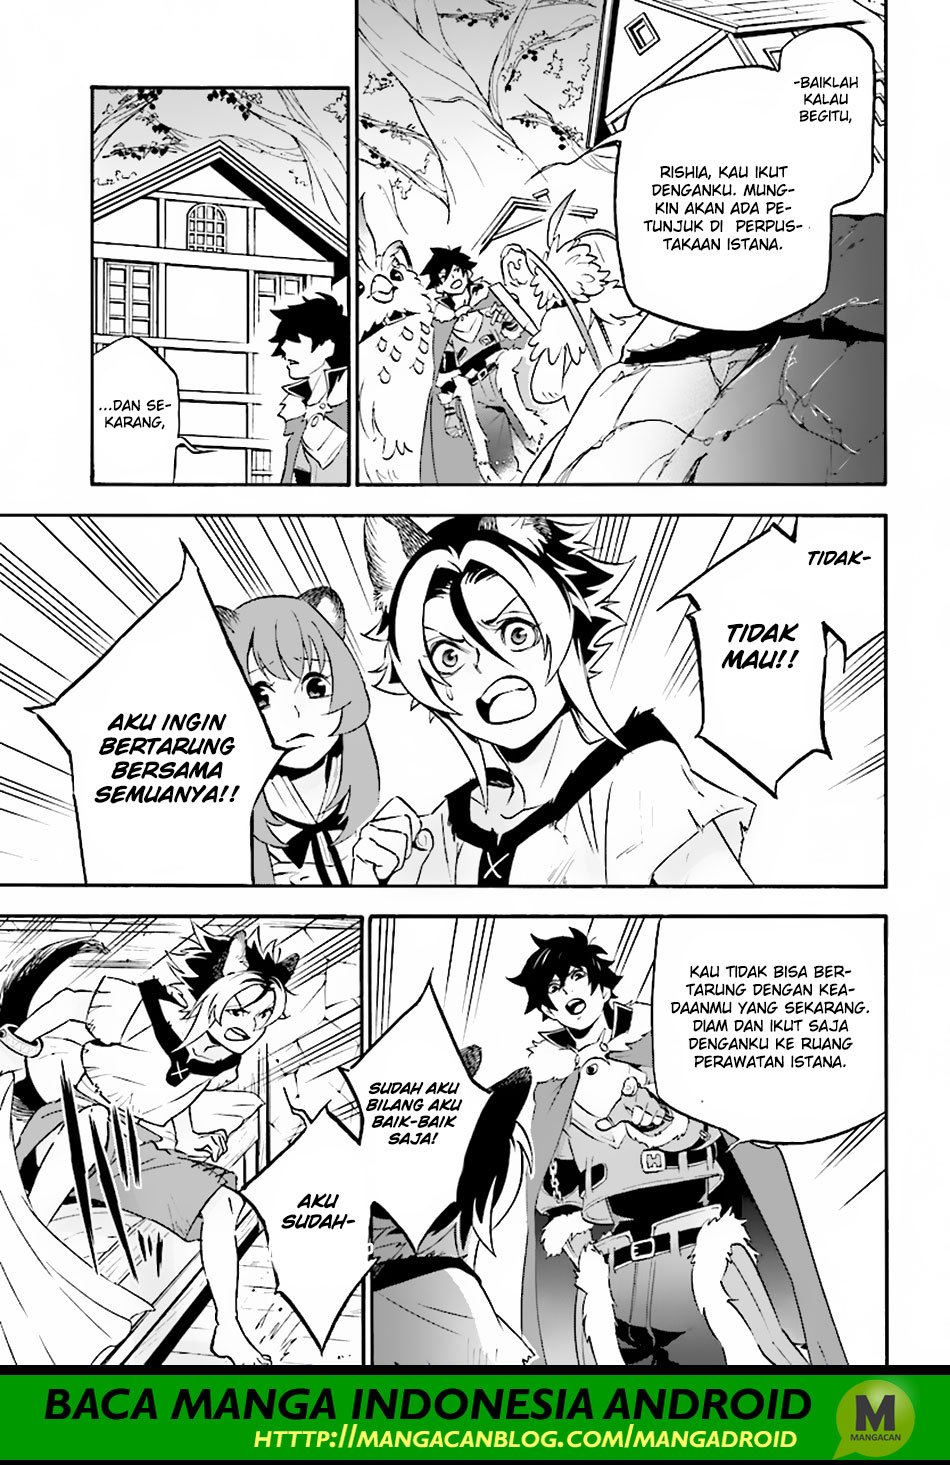 -BAIKLAH
KALAU
BEGITU,
RISHIA, KAU IKUT
DENGANKU. MUNG-
KIN AKAN ADA PE-
TUNJUK DI PERPUS-
TAKAAN ISTANA.
...DAN SE-
KARANG,
TIDAK-
TIDAK
MAU!!
AKU INGIN
BERTARUNG
BERSAMA
SEMUANYA!!
KAU TIDAK BISA BER-
TARUNG DENGAN KEA-
DAANMU YANG SEKARANG.
DIAM DAN IKUT SAJA
DENGANKU KE RUANG
PERAWATAN ISTANA.
SUDAH AKU
BILANG AKU
BAIK-BAIK
SAJA!
AKU
SUDAH-
BACA MANGA INDONESIA ANDROID
HTTTP://MANGACANBLOG.COM/MANGADROID
M
MANGACAN